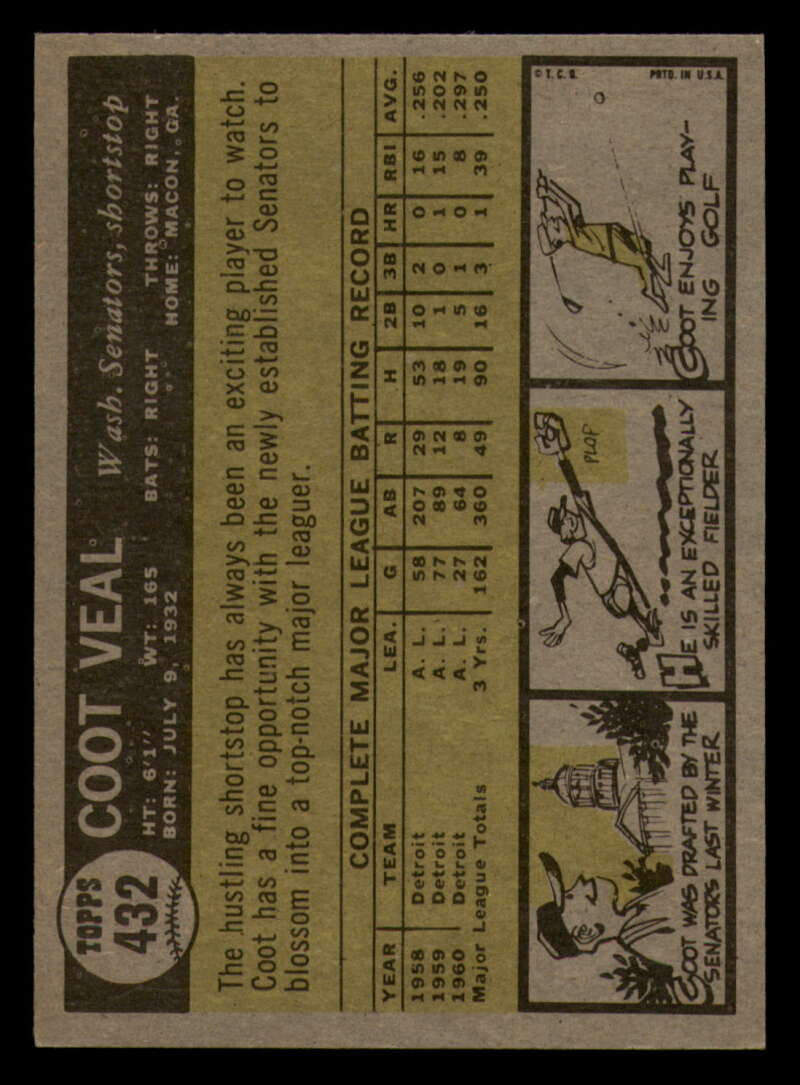 TOPPS
432
COOT VEAL Wash. Senators, shortstop
HT: 6'1" WT: 165 BATS: RIGHT THROWS: RIGHT
BORN: JULY 9, 1932 HOME: MACON, GA.
The hustling shortstop has always been an exciting player to watch.
Coot has a fine opportunity with the newly established Senators to
blossom into a top-notch major leaguer.
COMPLETE MAJOR LEAGUE BATTING RECORD
YEAR TEAM LEA. G AB R H 2B 3B HR RBI AVG.
1958 Detroit A. L. 58 207 29 53 10 2 0 16 .256
1959 Detroit A. L. 77 89 12 18 1 0 1 15 .202
1960 Detroit A. L. 27 64 8 19 5 1 0 8 .297
Major League Totals 3 Yrs. 162 360 49 90 16 3 1 39 .250
COOT WAS DRAFTED BY THE
SENATORS LAST WINTER
PLOP
HE IS AN EXCEPTIONALLY
SKILLED FIELDER
© T.C.G. PRTD. IN U.S.A.
COOT ENJOYS PLAY-
ING GOLF